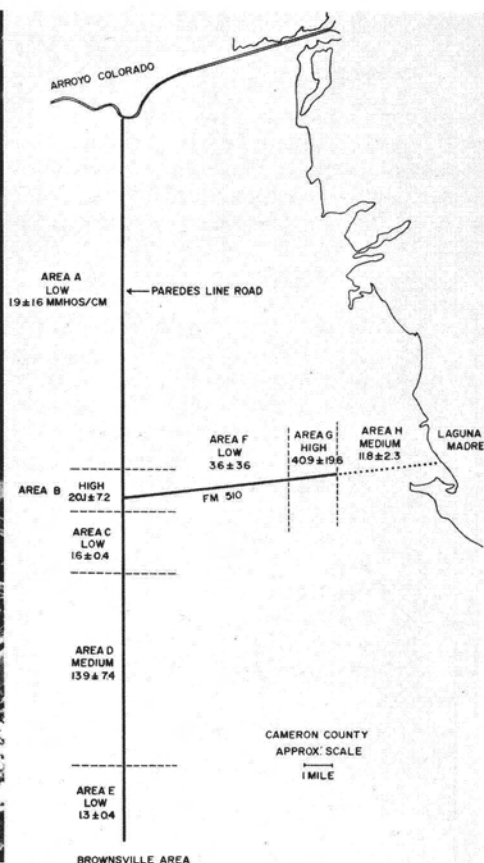 ARROYO COLORADO
AREA A
LOW
1.9±1.6 MMHOS/CM
PAREDES LINE ROAD
AREA F
LOW
3.6±3.6
AREA G
HIGH
40.9±19.6
AREA H
MEDIUM
11.8±2.3
LAGUNA
MADRE
AREA B
HIGH
20.1±7.2
FM 510
AREA C
LOW
1.6±0.4
AREA D
MEDIUM
13.9±7.4
CAMERON COUNTY
APPROX. SCALE
1 MILE
AREA E
LOW
1.3±0.4
BROWNSVILLE AREA